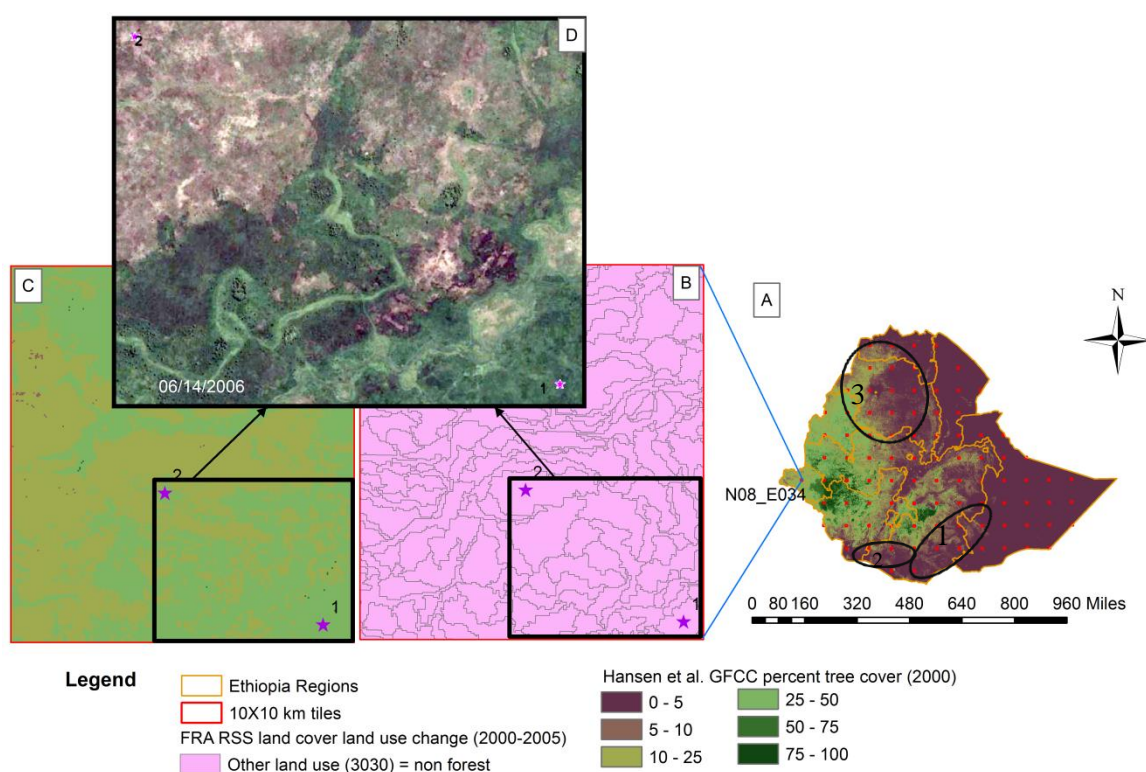 D
2
06/14/2006
1
C
2
1
B
2
1
A
N
3
N08_E034
1
2
0 80 160 320 480 640 800 960 Miles
Legend
Ethiopia Regions
10X10 km tiles
FRA RSS land cover land use change (2000-2005)
Other land use (3030) = non forest
Hansen et al. GFCC percent tree cover (2000)
0 - 5
5 - 10
10 - 25
25 - 50
50 - 75
75 - 100